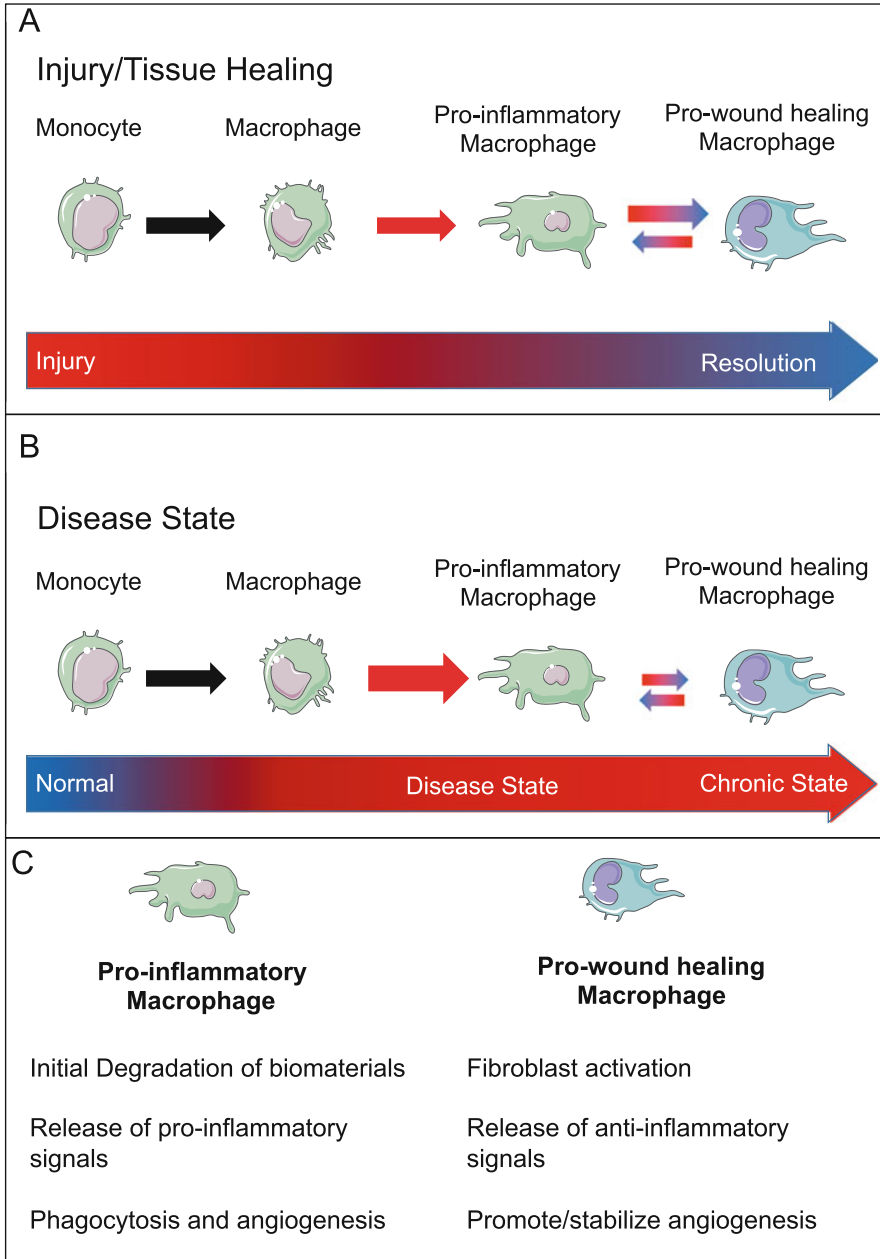 A
Injury/Tissue Healing
Monocyte
Macrophage
Pro-inflammatory
Macrophage
Pro-wound healing
Macrophage
Injury
Resolution
B
Disease State
Monocyte
Macrophage
Pro-inflammatory
Macrophage
Pro-wound healing
Macrophage
Normal
Disease State
Chronic State
C
Pro-inflammatory
Macrophage
Pro-wound healing
Macrophage
Initial Degradation of biomaterials
Fibroblast activation
Release of pro-inflammatory
signals
Release of anti-inflammatory
signals
Phagocytosis and angiogenesis
Promote/stabilize angiogenesis